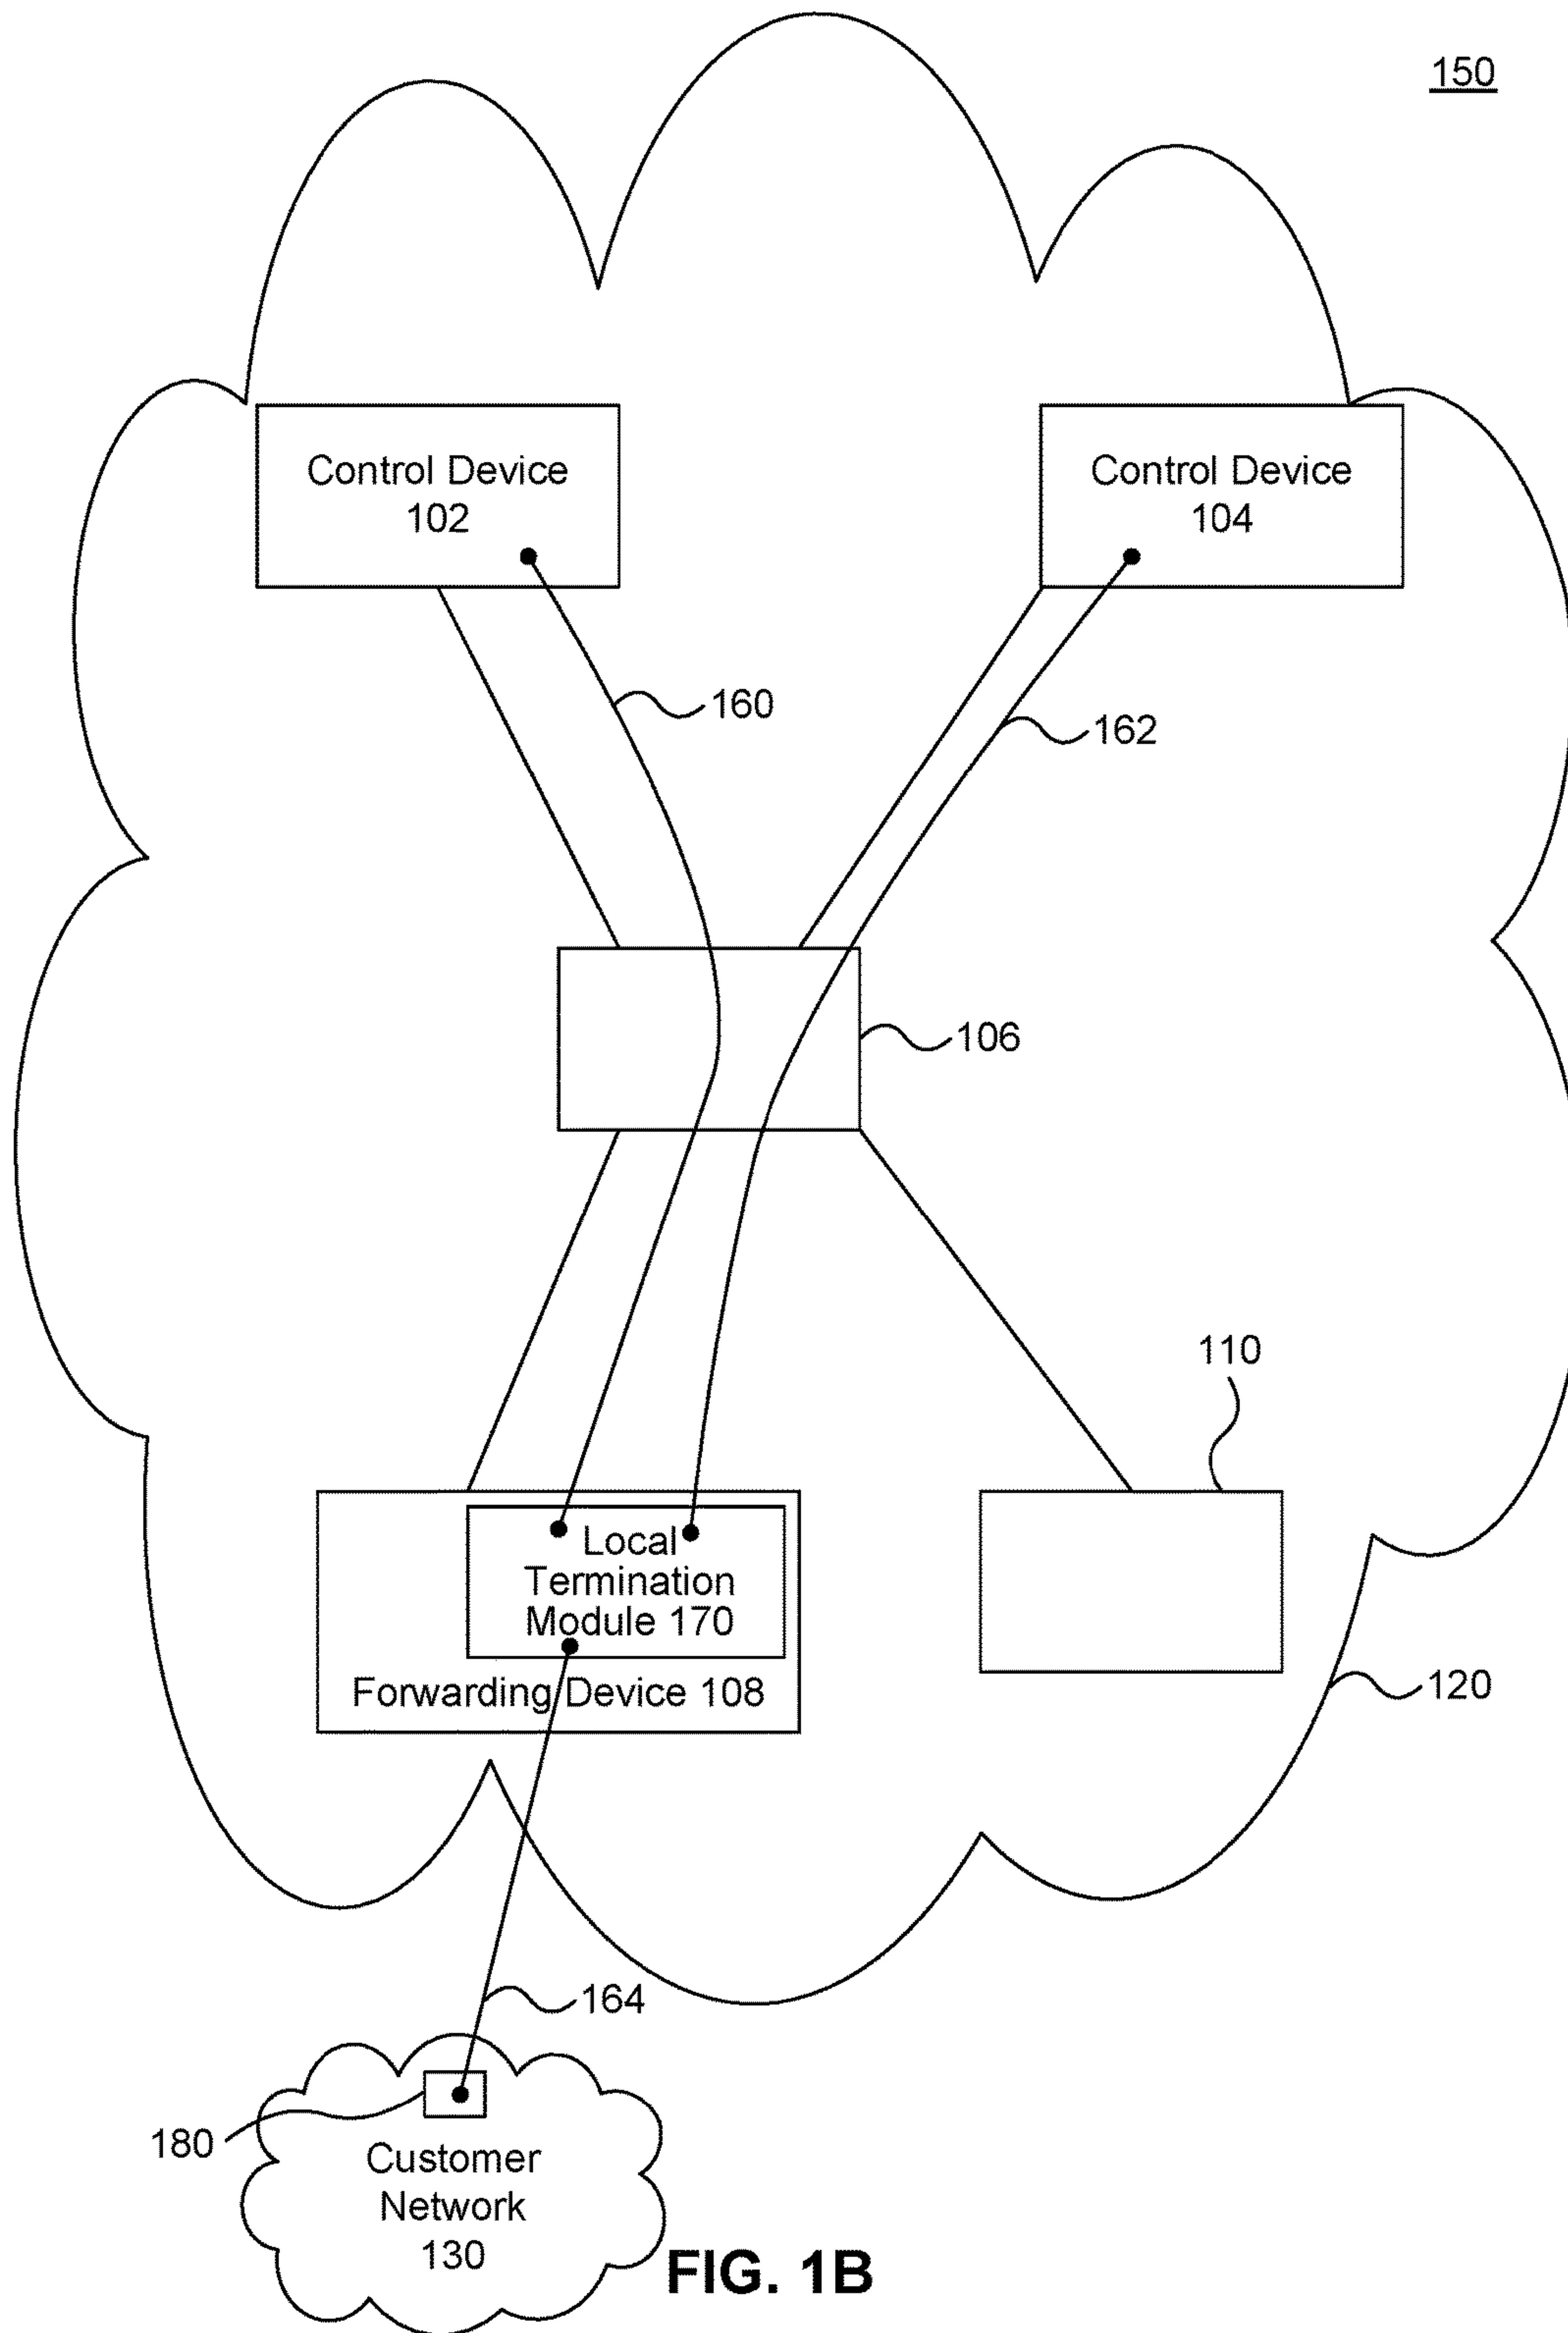 150
Control Device
102
Control Device
104
160
162
106
110
Local
Termination
Module 170
Forwarding Device 108
120
164
180
Customer
Network
130
FIG. 1B